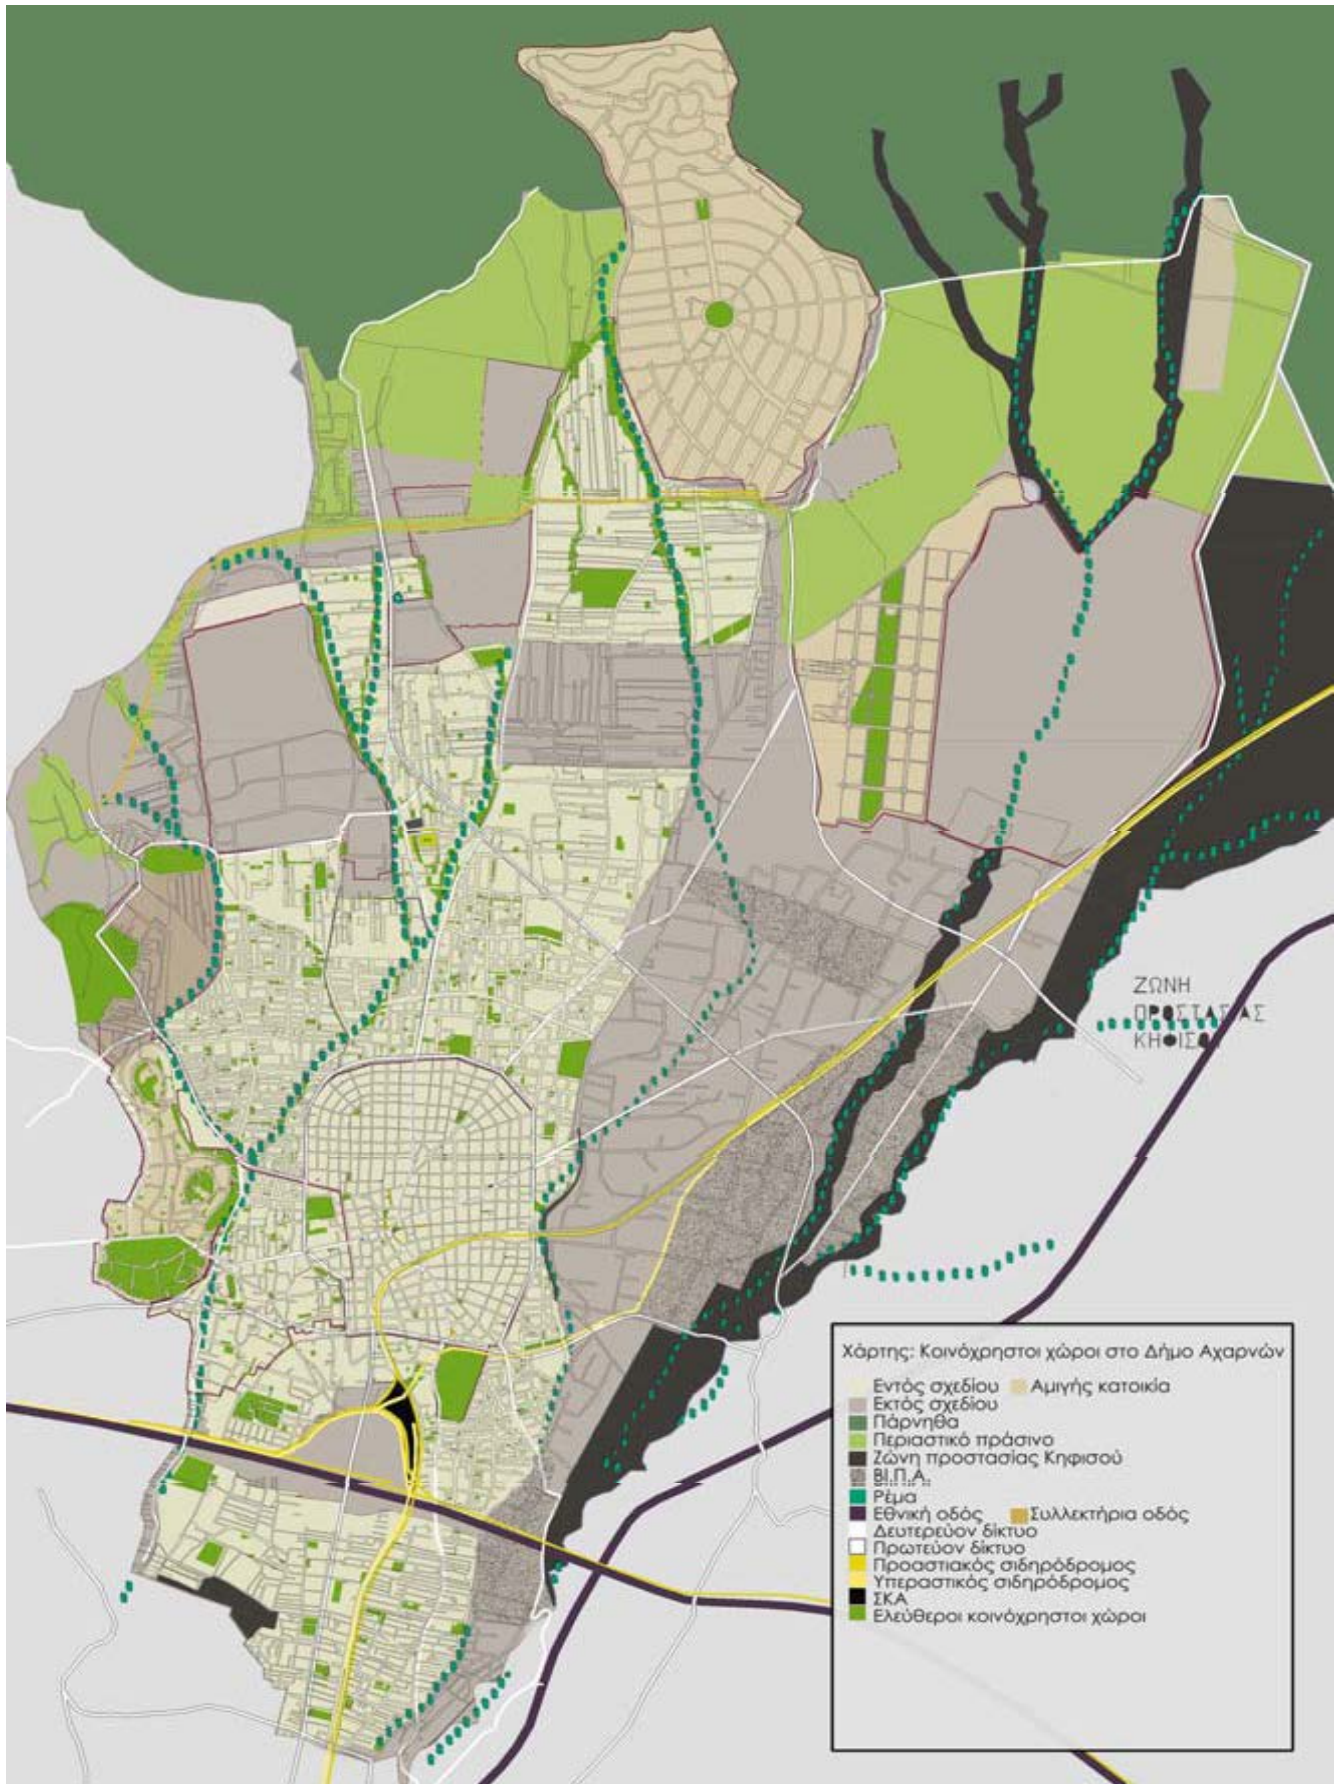 ΖΩΝΗ
ΠΡΟΣΤΑΣΙΑΣ
ΚΗΦΙΣΟΥ
Χάρτης: Κοινόχρηστοι χώροι στο Δήμο Αχαρνών
Εντός σχεδίου Αμιγής κατοικία
Εκτός σχεδίου
Πάρνηθα
Περιαστικό πράσινο
Ζώνη προστασίας Κηφισού
ΒΙ.Π.Α.
Ρέμα
Εθνική οδός Συλλεκτήρια οδός
Δευτερεύον δίκτυο
Πρωτεύον δίκτυο
Προαστιακός σιδηρόδρομος
Υπεραστικός σιδηρόδρομος
ΣΚΑ
Ελεύθεροι κοινόχρηστοι χώροι